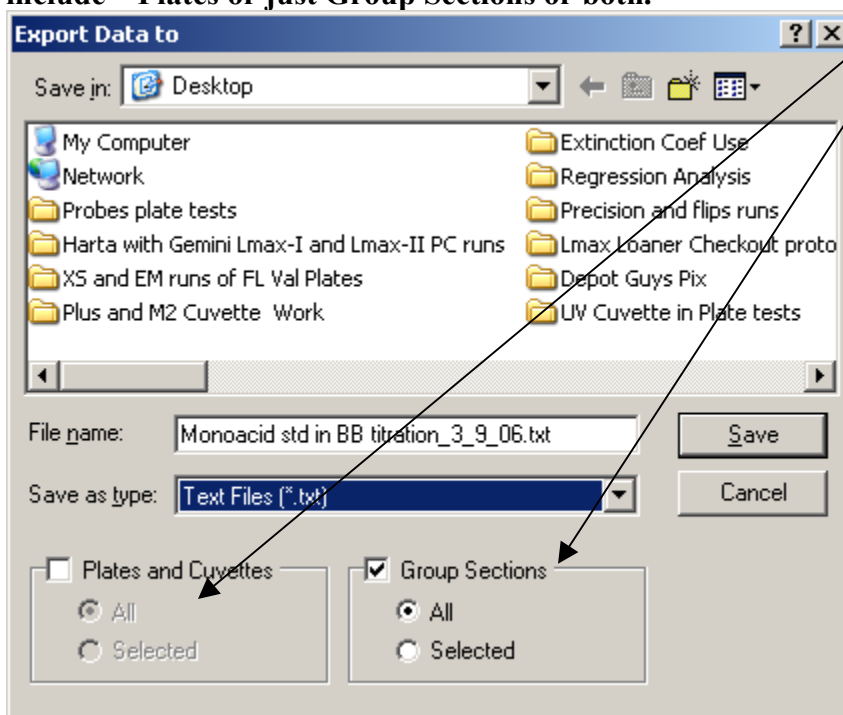 include – Plates or just Group Sections or both.
Export Data to
Save in: Desktop
My Computer
Network
Probes plate tests
Harta with Gemini Lmax-I and Lmax-II PC runs
XS and EM runs of FL Val Plates
Plus and M2 Cuvette Work
Extinction Coef Use
Regression Analysis
Precision and flips runs
Lmax Loaner Checkout proto
Depot Guys Pix
UV Cuvette in Plate tests
File name: Monoacid std in BB titration_3_9_06.txt Save
Save as type: Text Files (*.txt) Cancel
Plates and Cuvettes Group Sections
All All
Selected Selected